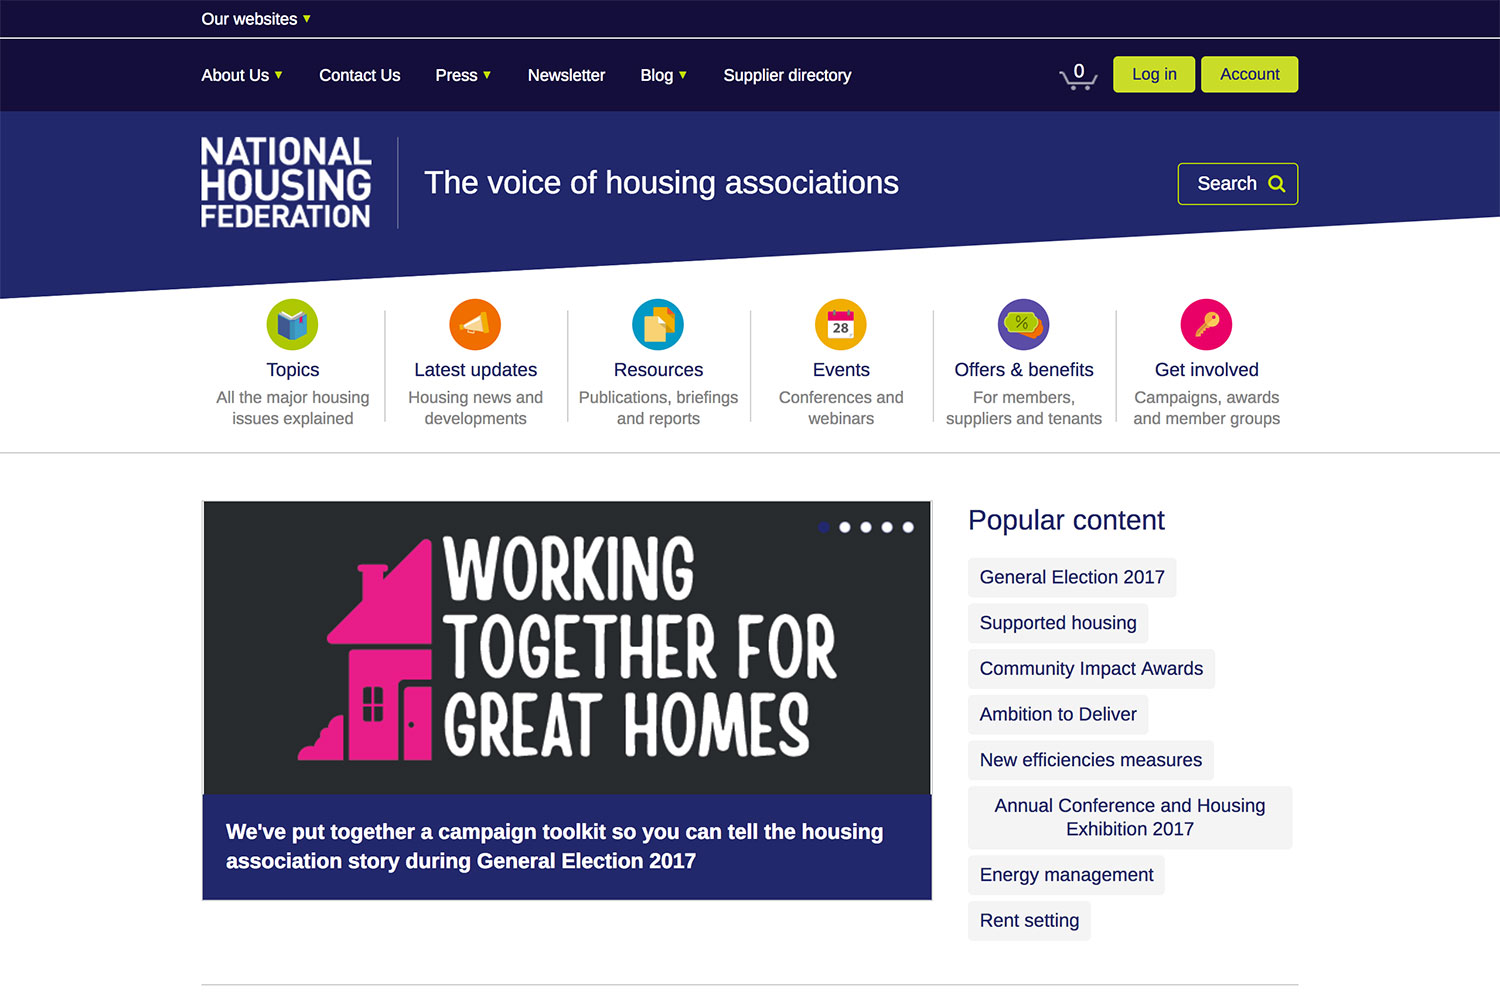 Our websites
About Us
Contact Us
Press
Newsletter
Blog
Supplier directory
0
Log in
Account
NATIONAL
HOUSING
FEDERATION
The voice of housing associations
Search
28
%
Topics
All the major housing
issues explained
Latest updates
Housing news and
developments
Resources
Publications, briefings
and reports
Events
Conferences and
webinars
Offers & benefits
For members,
suppliers and tenants
Get involved
Campaigns, awards
and member groups
WORKING
TOGETHER FOR
GREAT HOMES
We've put together a campaign toolkit so you can tell the housing
association story during General Election 2017
Popular content
General Election 2017
Supported housing
Community Impact Awards
Ambition to Deliver
New efficiencies measures
Annual Conference and Housing
Exhibition 2017
Energy management
Rent setting